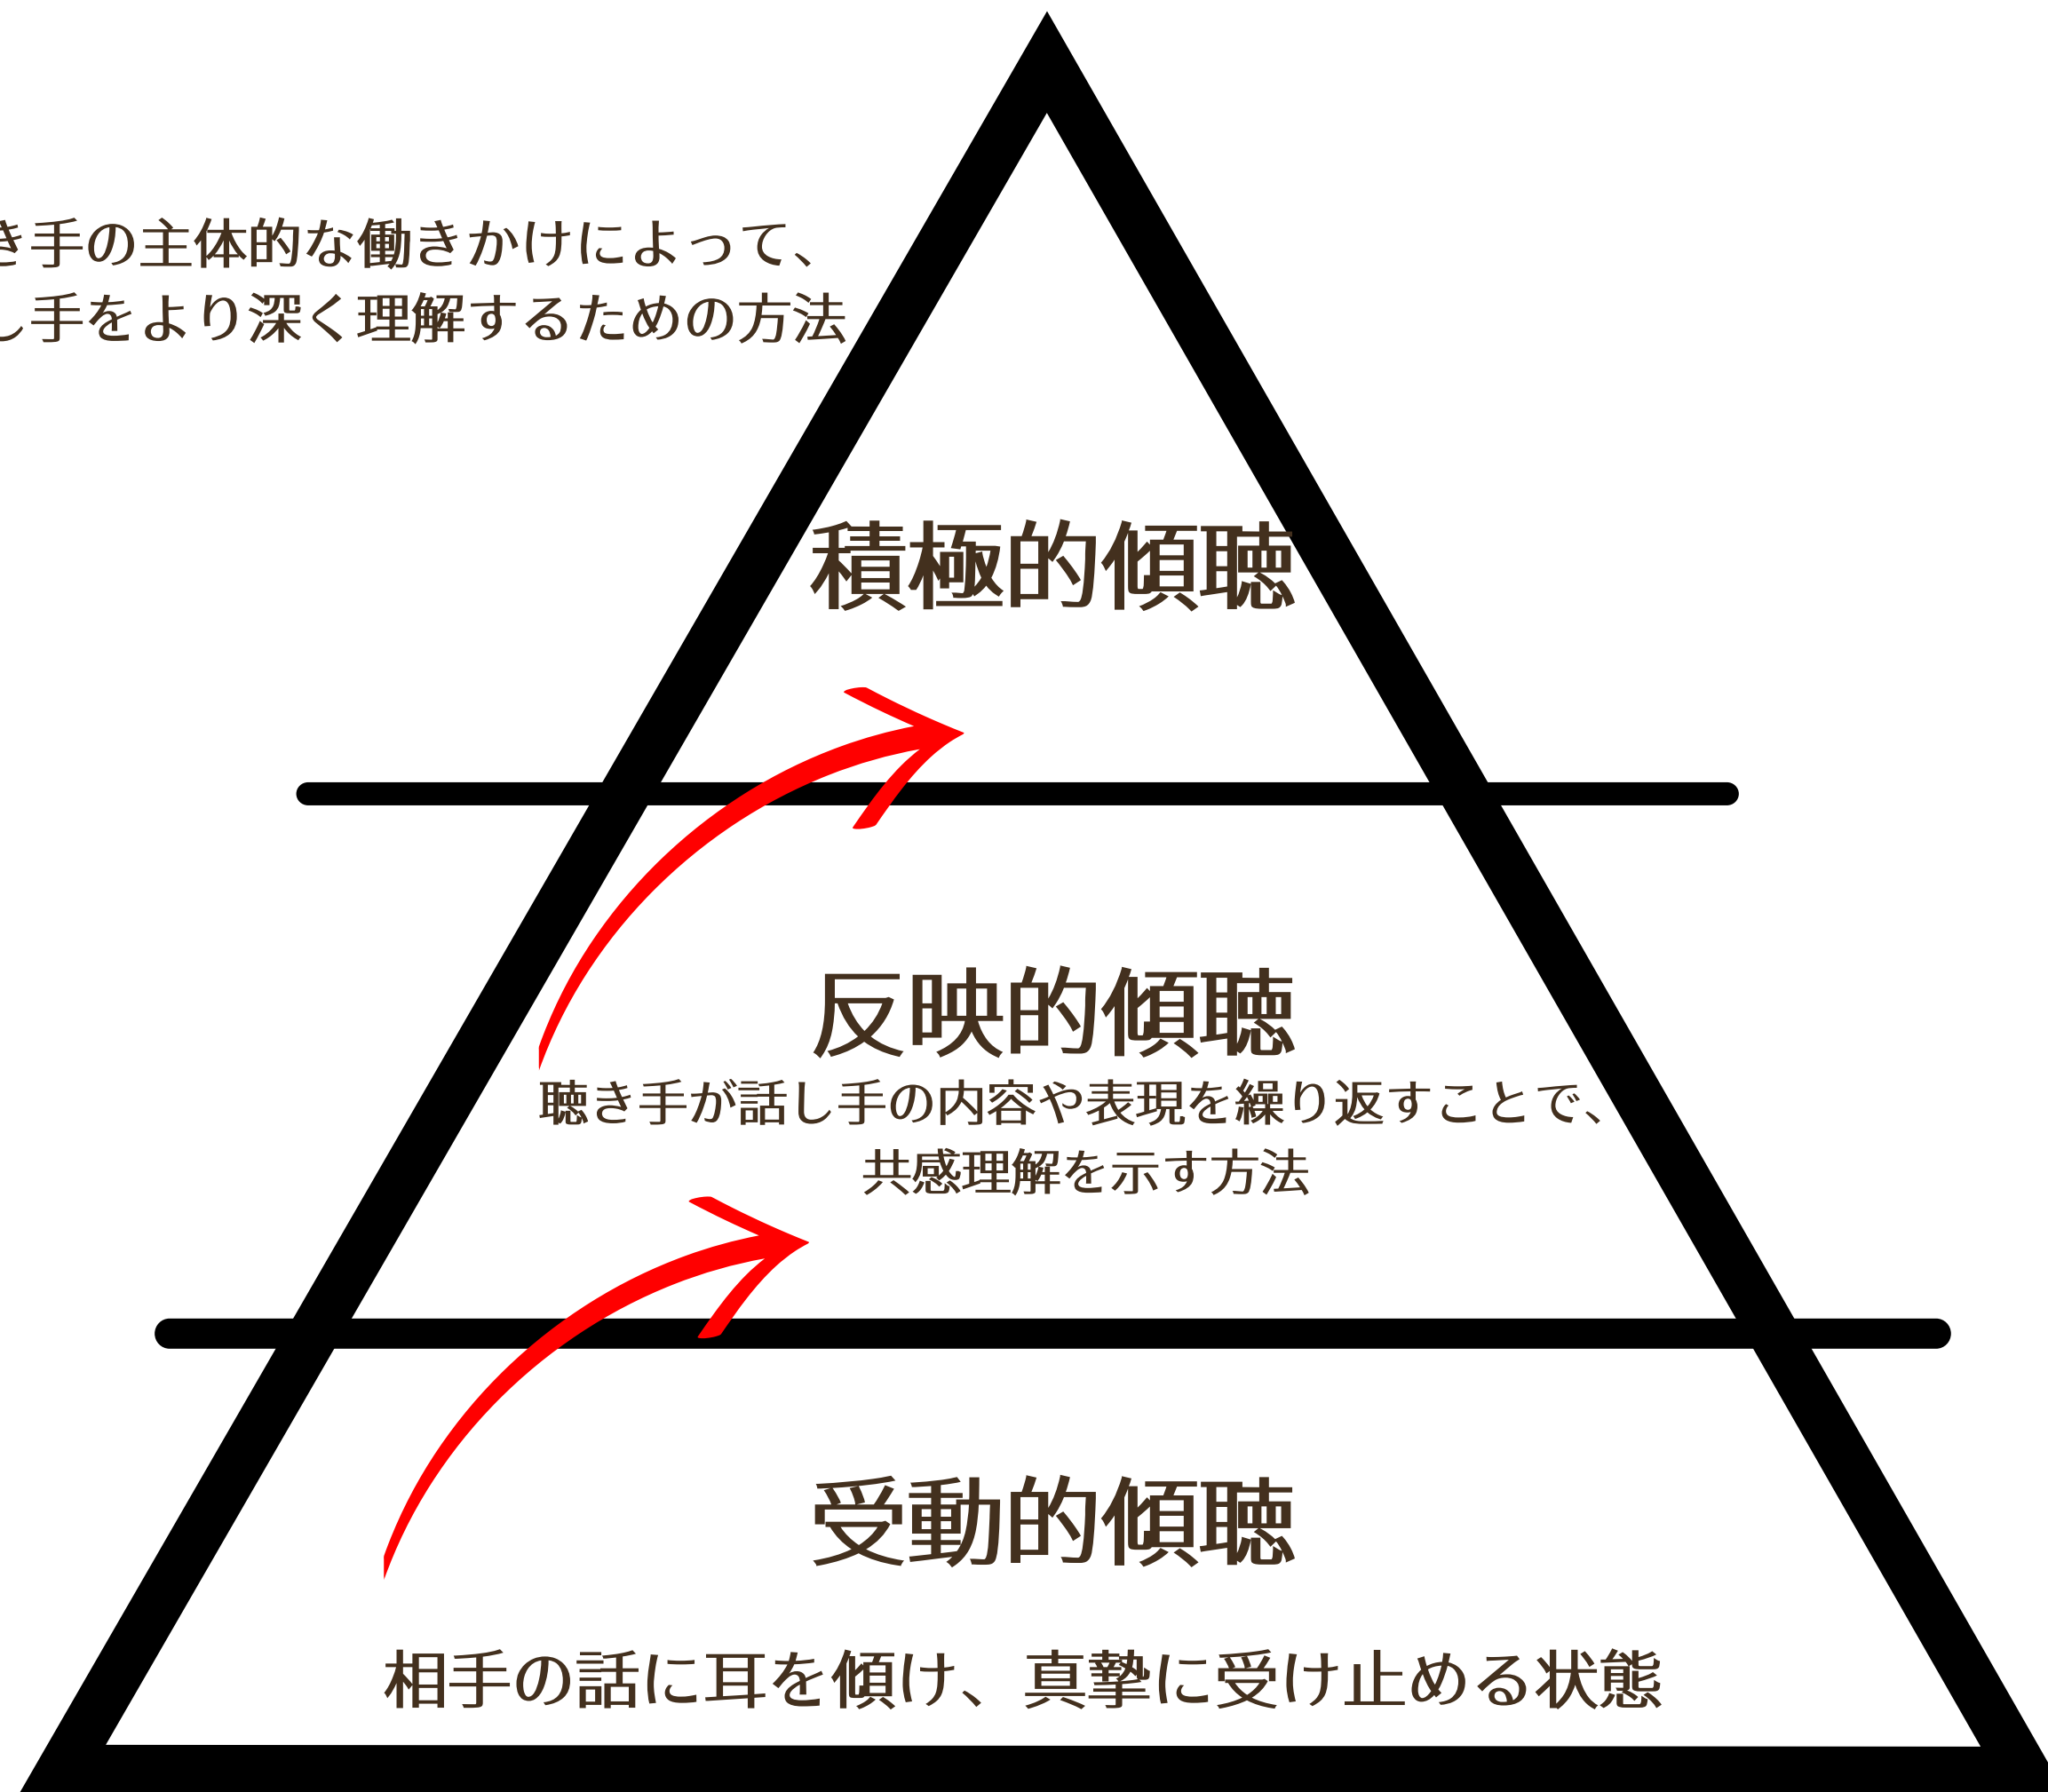 き手の主体的な働きかけによって、
し手をより深く理解するための方法
積極的傾聴
反映的傾聴
聴き手が話し手の内容や表現を繰り返すことで、
共感理解を示す方法
受動的傾聴
相手の話に耳を傾け、真摯に受け止める状態